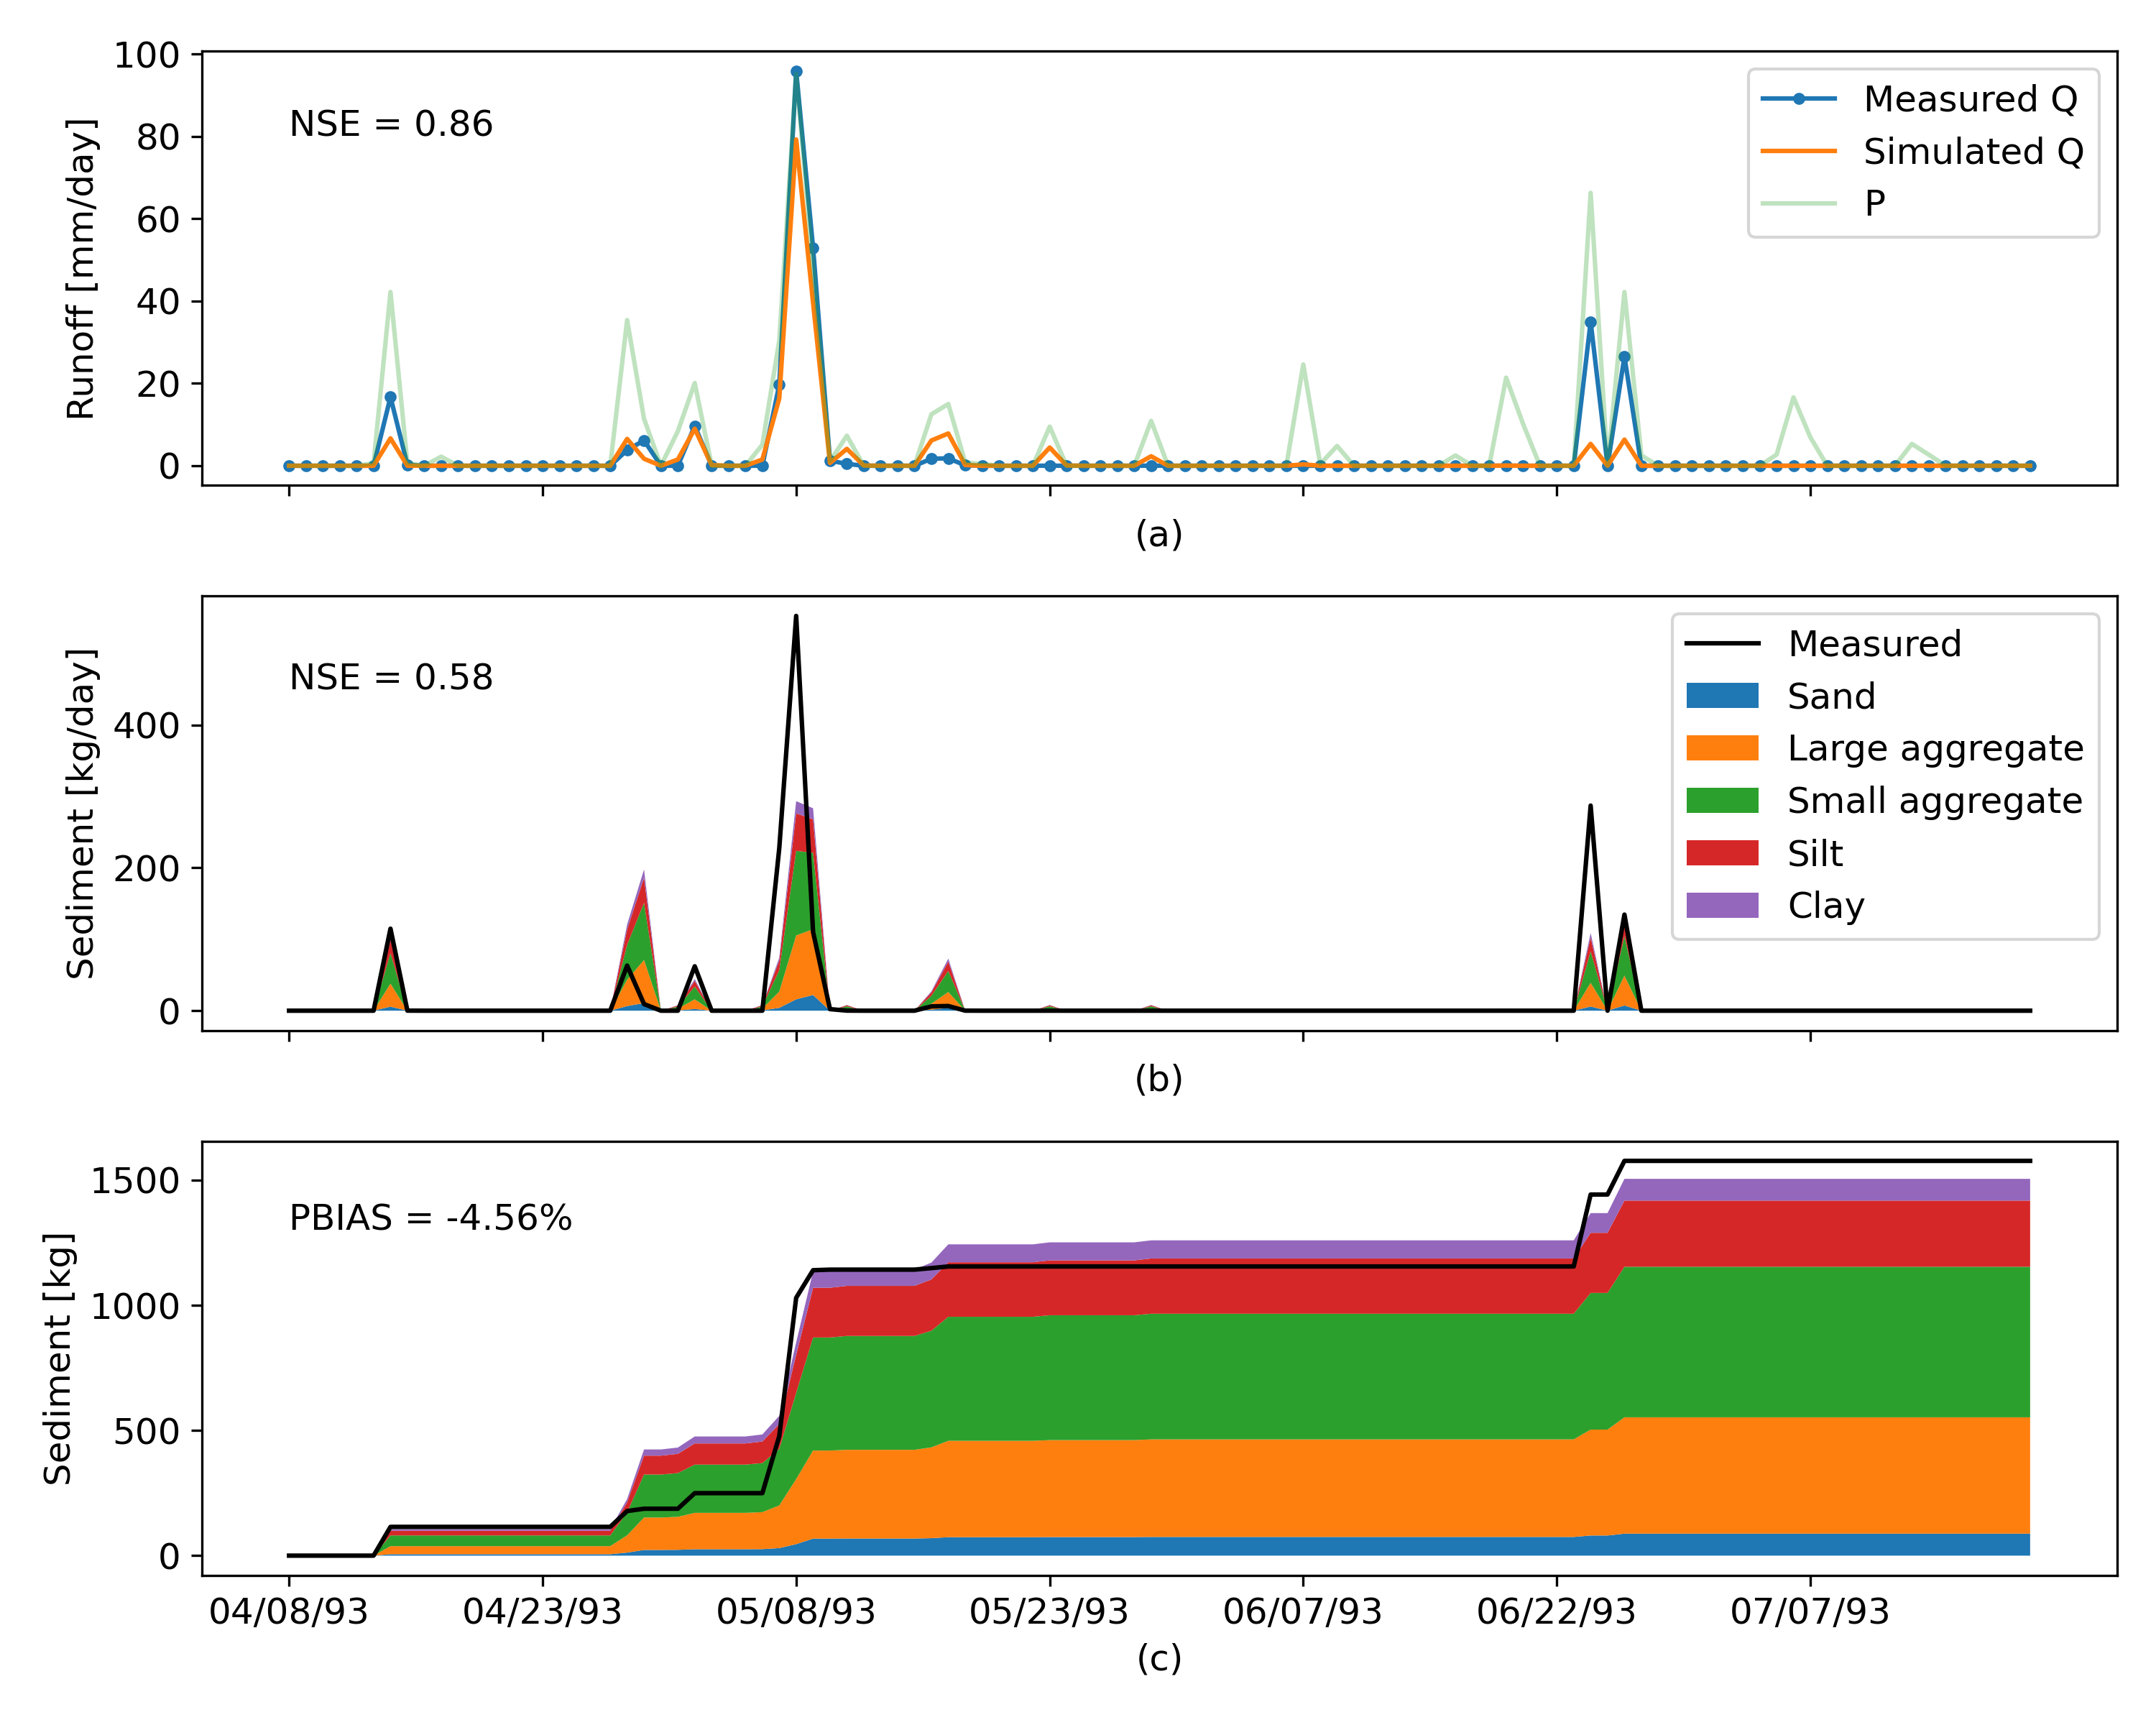 100
80
60
40
20
0
Runoff [mm/day]
NSE = 0.86
Measured Q
Simulated Q
P
(a)
400
200
0
Sediment [kg/day]
NSE = 0.58
Measured
Sand
Large aggregate
Small aggregate
Silt
Clay
(b)
1500
1000
500
0
Sediment [kg]
PBIAS = -4.56%
04/08/93 04/23/93 05/08/93 05/23/93 06/07/93 06/22/93 07/07/93
(c)